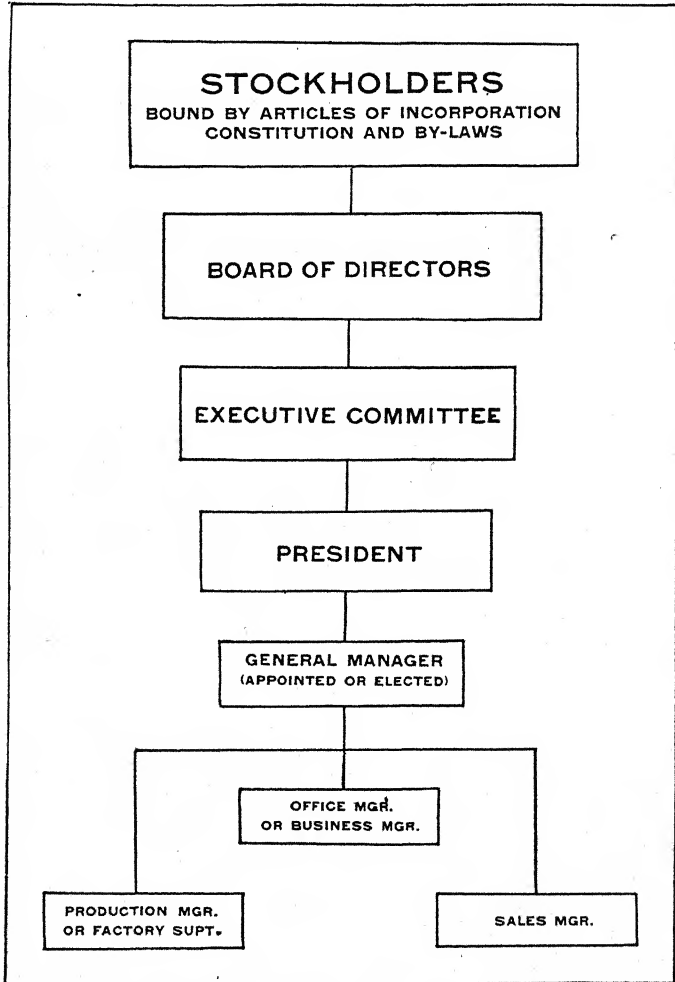 STOCKHOLDERS
BOUND BY ARTICLES OF INCORPORATION
CONSTITUTION AND BY-LAWS
BOARD OF DIRECTORS
EXECUTIVE COMMITTEE
PRESIDENT
GENERAL MANAGER
(APPOINTED OR ELECTED)
OFFICE MGR.
OR BUSINESS MGR.
PRODUCTION MGR.
OR FACTORY SUPT.
SALES MGR.